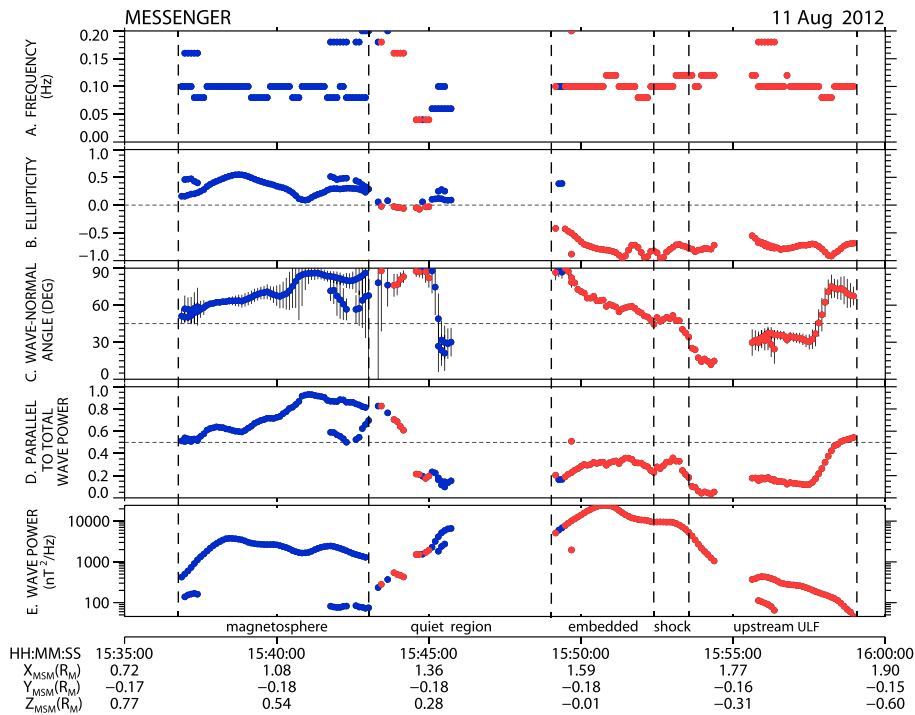 MESSENGER 11 Aug 2012
A. FREQUENCY
(Hz)
0.20
0.15
0.10
0.05
0.00
B. ELLIPTICITY
1.0
0.5
0.0
−0.5
−1.0
C. WAVE-NORMAL
ANGLE (DEG)
90
60
30
0
D. PARALLEL
TO TOTAL
WAVE POWER
1.0
0.8
0.6
0.4
0.2
0.0
E. WAVE POWER
(nT²/Hz)
10000
1000
100
magnetosphere quiet region embedded shock upstream ULF
HH:MM:SS 15:35:00 15:40:00 15:45:00 15:50:00 15:55:00 16:00:00
X_MSM(R_M) 0.72 1.08 1.36 1.59 1.77 1.90
Y_MSM(R_M) −0.17 −0.18 −0.18 −0.18 −0.16 −0.15
Z_MSM(R_M) 0.77 0.54 0.28 −0.01 −0.31 −0.60